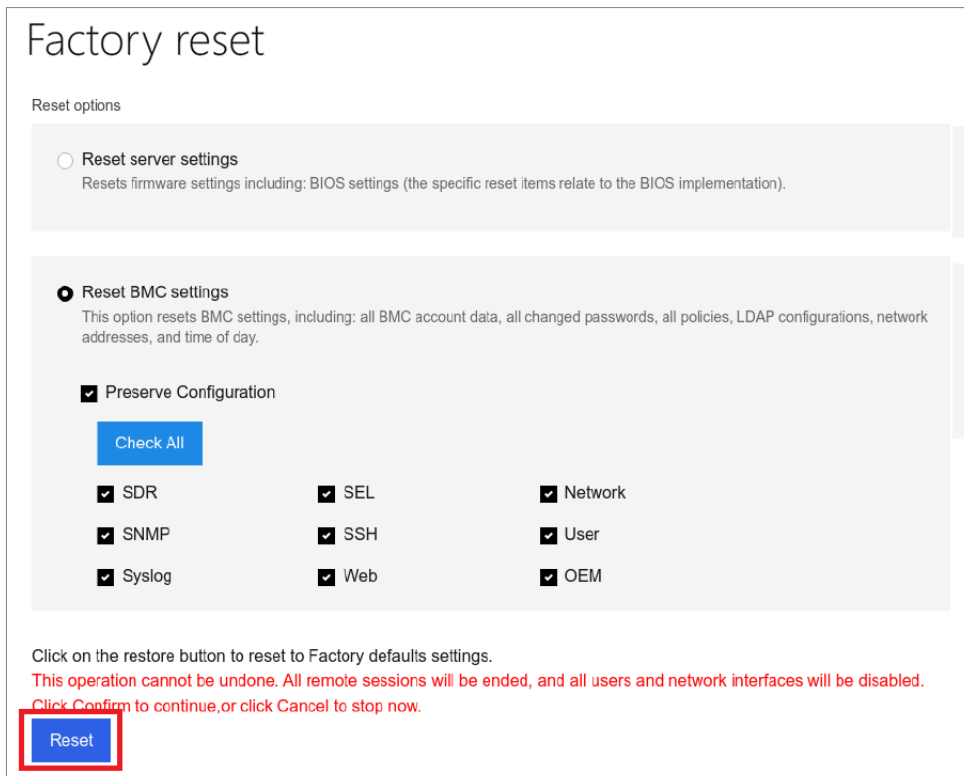 Factory reset
Reset options
Reset server settings
Resets firmware settings including: BIOS settings (the specific reset items relate to the BIOS implementation).
Reset BMC settings
This option resets BMC settings, including: all BMC account data, all changed passwords, all policies, LDAP configurations, network
addresses, and time of day.
Preserve Configuration
Check All
SDR SEL Network
SNMP SSH User
Syslog Web OEM
Click on the restore button to reset to Factory defaults settings.
This operation cannot be undone. All remote sessions will be ended, and all users and network interfaces will be disabled.
Click Confirm to continue,or click Cancel to stop now.
Reset